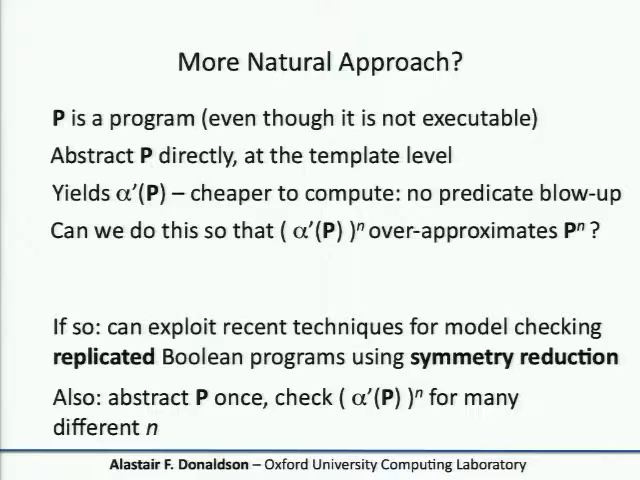 More Natural Approach?
P is a program (even though it is not executable)
Abstract P directly, at the template level
Yields α′(P) – cheaper to compute: no predicate blow-up
Can we do this so that ( α′(P) )ⁿ over-approximates Pⁿ ?
If so: can exploit recent techniques for model checking
replicated Boolean programs using symmetry reduction
Also: abstract P once, check ( α′(P) )ⁿ for many
different n
Alastair F. Donaldson – Oxford University Computing Laboratory